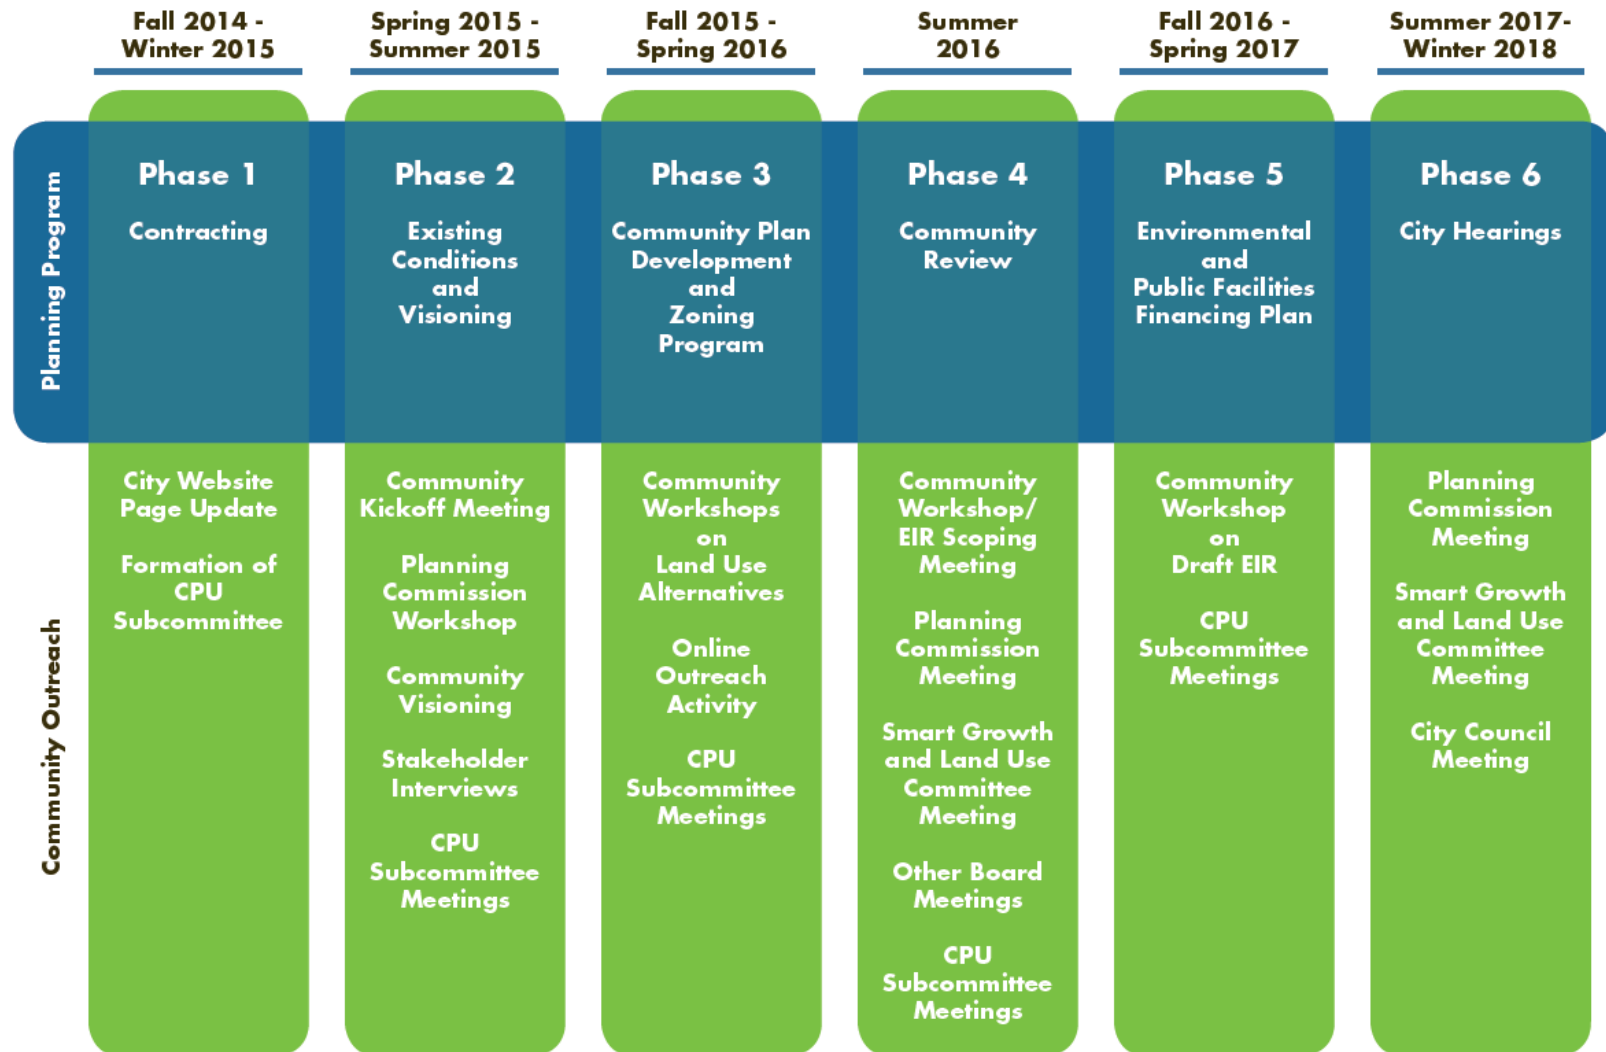 Fall 2014 -
Winter 2015
Spring 2015 -
Summer 2015
Fall 2015 -
Spring 2016
Summer
2016
Fall 2016 -
Spring 2017
Summer 2017-
Winter 2018
Planning Program
Phase 1
Contracting
Phase 2
Existing
Conditions
and
Visioning
Phase 3
Community Plan
Development
and
Zoning
Program
Phase 4
Community
Review
Phase 5
Environmental
and
Public Facilities
Financing Plan
Phase 6
City Hearings
Community Outreach
City Website
Page Update
Formation of
CPU
Subcommittee
Community
Kickoff Meeting
Planning
Commission
Workshop
Community
Visioning
Stakeholder
Interviews
CPU
Subcommittee
Meetings
Community
Workshops
on
Land Use
Alternatives
Online
Outreach
Activity
CPU
Subcommittee
Meetings
Community
Workshop/
EIR Scoping
Meeting
Planning
Commission
Meeting
Smart Growth
and Land Use
Committee
Meeting
Other Board
Meetings
CPU
Subcommittee
Meetings
Community
Workshop
on
Draft EIR
CPU
Subcommittee
Meetings
Planning
Commission
Meeting
Smart Growth
and Land Use
Committee
Meeting
City Council
Meeting